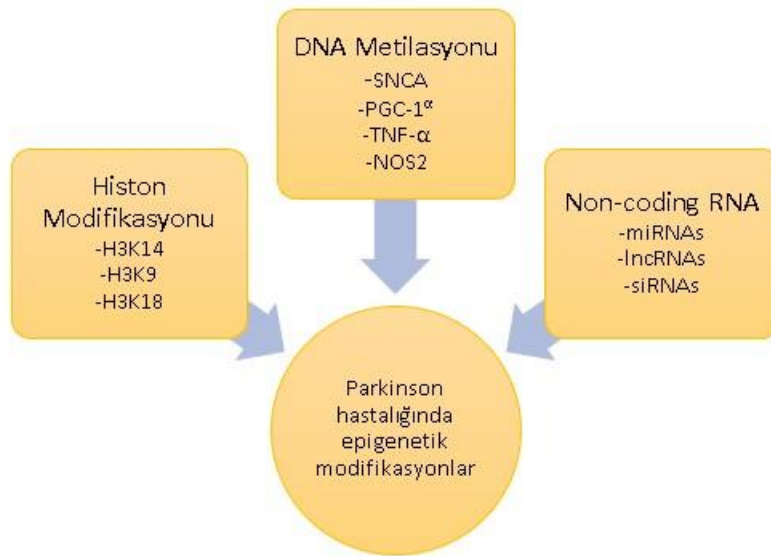 DNA Metilasyonu
-SNCA
-PGC-1α
-TNF-α
-NOS2
Histon
Modifikasyonu
-H3K14
-H3K9
-H3K18
Non-coding RNA
-miRNAs
-lncRNAs
-siRNAs
Parkinson
hastalığında
epigenetik
modifikasyonlar